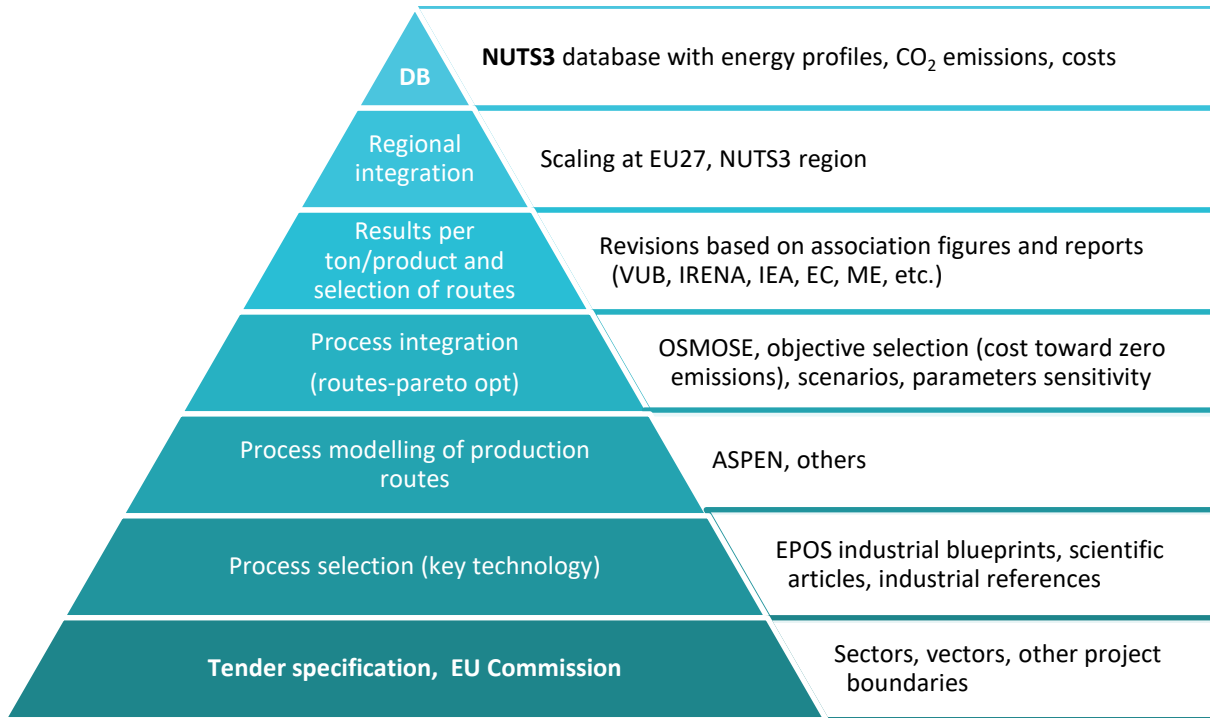 DB
NUTS3 database with energy profiles, CO₂ emissions, costs
Regional
integration
Scaling at EU27, NUTS3 region
Results per
ton/product and
selection of routes
Revisions based on association figures and reports
(VUB, IRENA, IEA, EC, ME, etc.)
Process integration
(routes-pareto opt)
OSMOSE, objective selection (cost toward zero
emissions), scenarios, parameters sensitivity
Process modelling of production
routes
ASPEN, others
Process selection (key technology)
EPOS industrial blueprints, scientific
articles, industrial references
Tender specification, EU Commission
Sectors, vectors, other project
boundaries